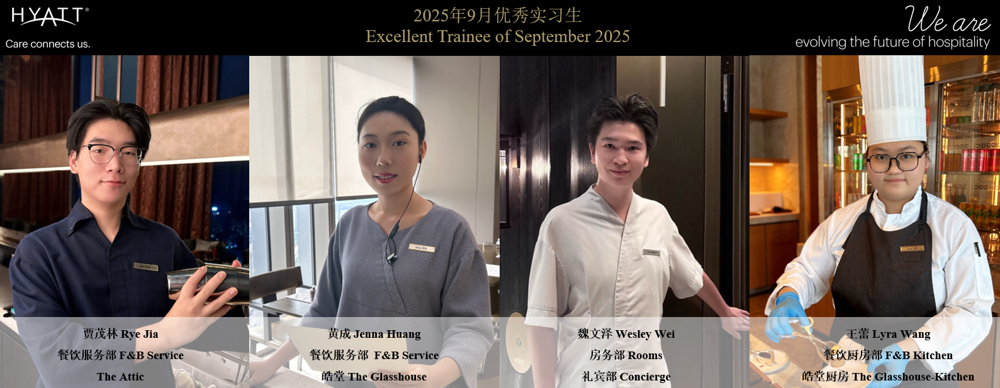 HYATT®
Care connects us.
2025年9月优秀实习生
Excellent Trainee of September 2025
We are
evolving the future of hospitality
贾茂林 Rye Jia
餐饮服务部 F&B Service
The Attic
黄成 Jenna Huang
餐饮服务部 F&B Service
皓堂 The Glasshouse
魏文泽 Wesley Wei
房务部 Rooms
礼宾部 Concierge
王蕾 Lyra Wang
餐饮厨房部 F&B Kitchen
皓堂厨房 The Glasshouse-Kitchen